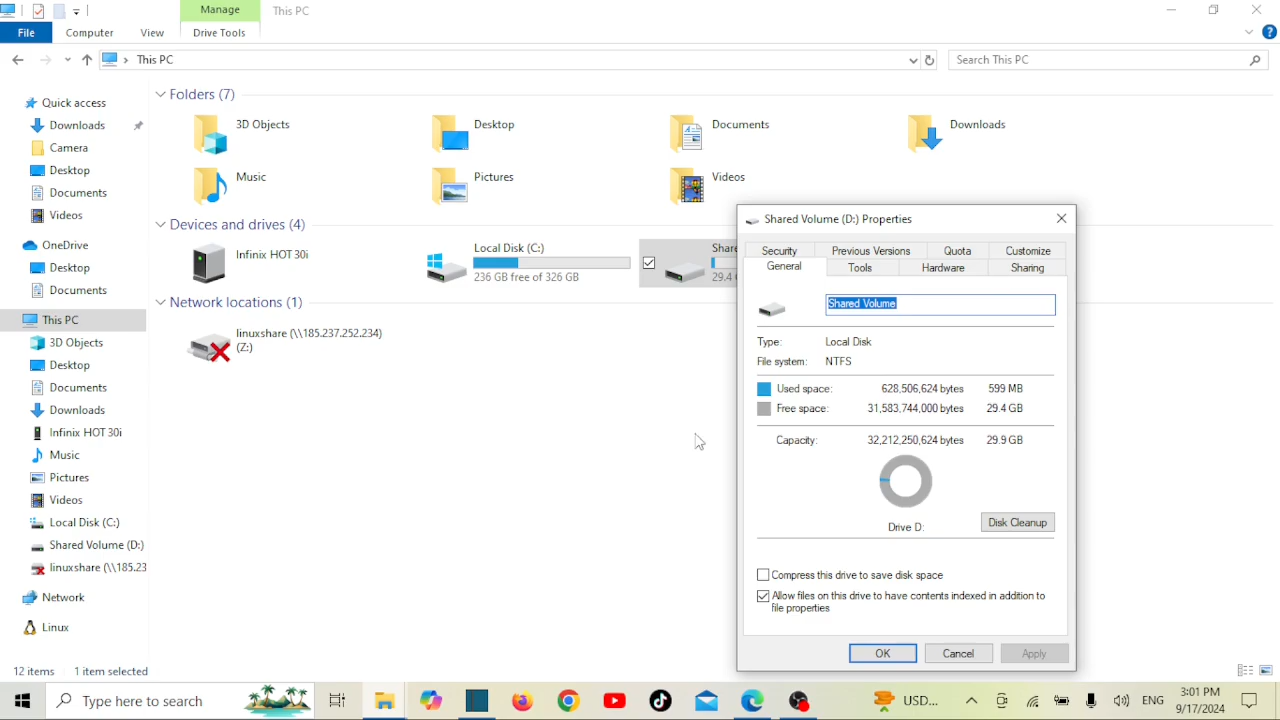 Manage
This PC
File
Computer
View
Drive Tools
This PC
Search This PC
Quick access
Downloads
Camera
Desktop
Documents
Videos
OneDrive
Desktop
Documents
This PC
3D Objects
Desktop
Documents
Downloads
Infinix HOT 30i
Music
Pictures
Videos
Local Disk (C:)
Shared Volume (D:)
linuxshare (\\185.23
Network
Linux
Folders (7)
3D Objects
Desktop
Documents
Downloads
Music
Pictures
Videos
Devices and drives (4)
Infinix HOT 30i
Local Disk (C:)
236 GB free of 326 GB
Share
29.4
Network locations (1)
linuxshare (\\185.237.252.234)
(Z:)
Shared Volume (D:) Properties
Security
Previous Versions
Quota
Customize
General
Tools
Hardware
Sharing
Shared Volume
Type: Local Disk
File system: NTFS
Used space: 628,506,624 bytes 599 MB
Free space: 31,583,744,000 bytes 29.4 GB
Capacity: 32,212,250,624 bytes 29.9 GB
Drive D:
Disk Cleanup
Compress this drive to save disk space
Allow files on this drive to have contents indexed in addition to
file properties
OK
Cancel
Apply
12 items
1 item selected
Type here to search
USD...
ENG
3:01 PM
9/17/2024